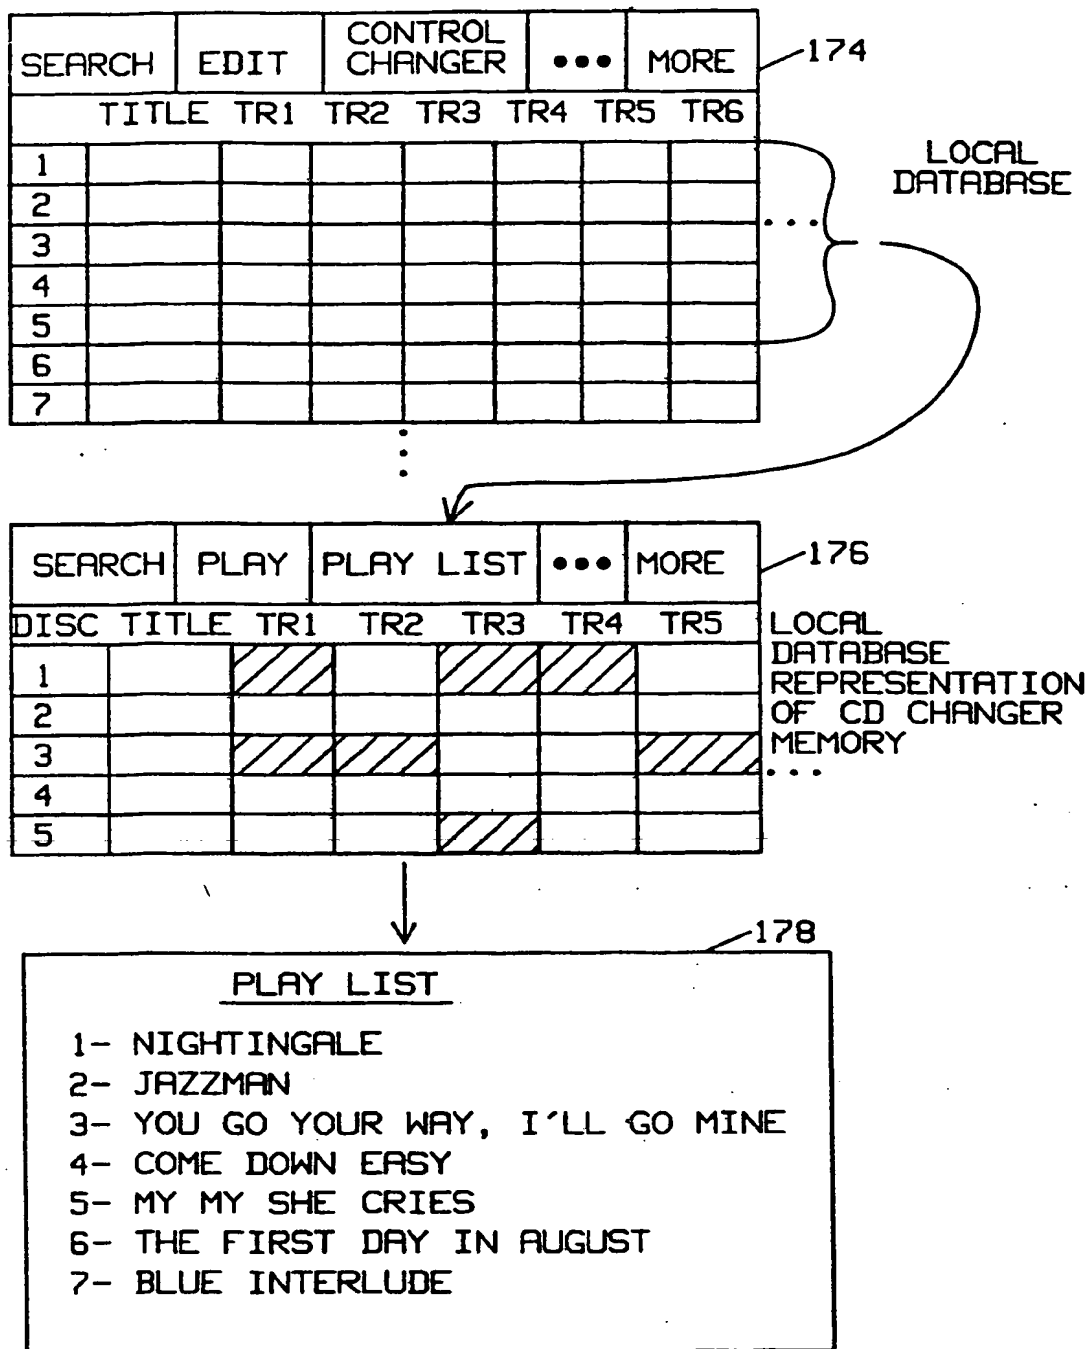 SEARCH EDIT CONTROL CHANGER ••• MORE 174
TITLE TR1 TR2 TR3 TR4 TR5 TR6
1
2
3
4
5
6
7
LOCAL
DATABASE
SEARCH PLAY PLAY LIST ••• MORE 176
DISC TITLE TR1 TR2 TR3 TR4 TR5
1
2
3
4
5
LOCAL
DATABASE
REPRESENTATION
OF CD CHANGER
MEMORY
178
PLAY LIST
1- NIGHTINGALE
2- JAZZMAN
3- YOU GO YOUR WAY, I'LL GO MINE
4- COME DOWN EASY
5- MY MY SHE CRIES
6- THE FIRST DAY IN AUGUST
7- BLUE INTERLUDE